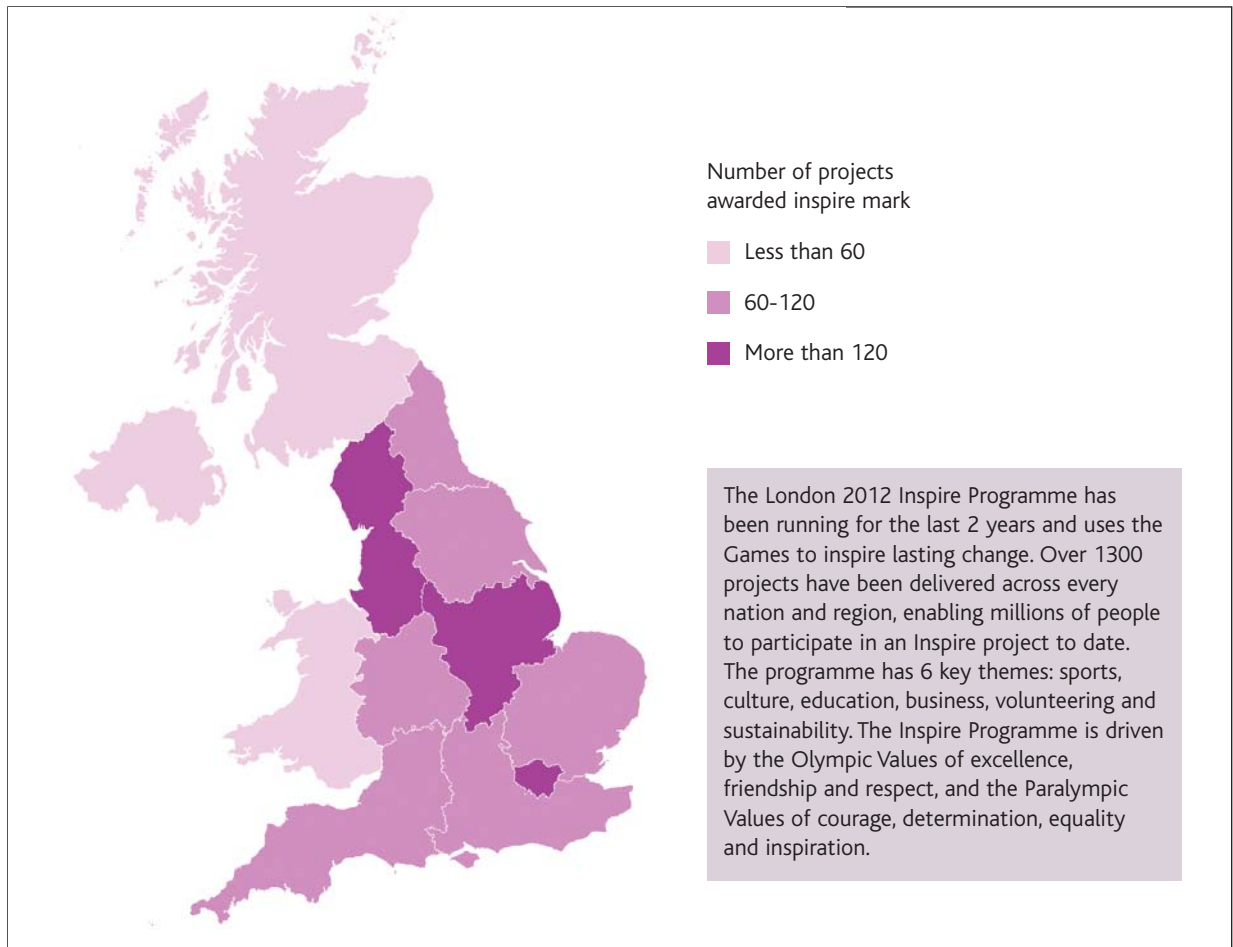 Number of projects
awarded inspire mark
Less than 60
60-120
More than 120
The London 2012 Inspire Programme has
been running for the last 2 years and uses the
Games to inspire lasting change. Over 1300
projects have been delivered across every
nation and region, enabling millions of people
to participate in an Inspire project to date.
The programme has 6 key themes: sports,
culture, education, business, volunteering and
sustainability. The Inspire Programme is driven
by the Olympic Values of excellence,
friendship and respect, and the Paralympic
Values of courage, determination, equality
and inspiration.